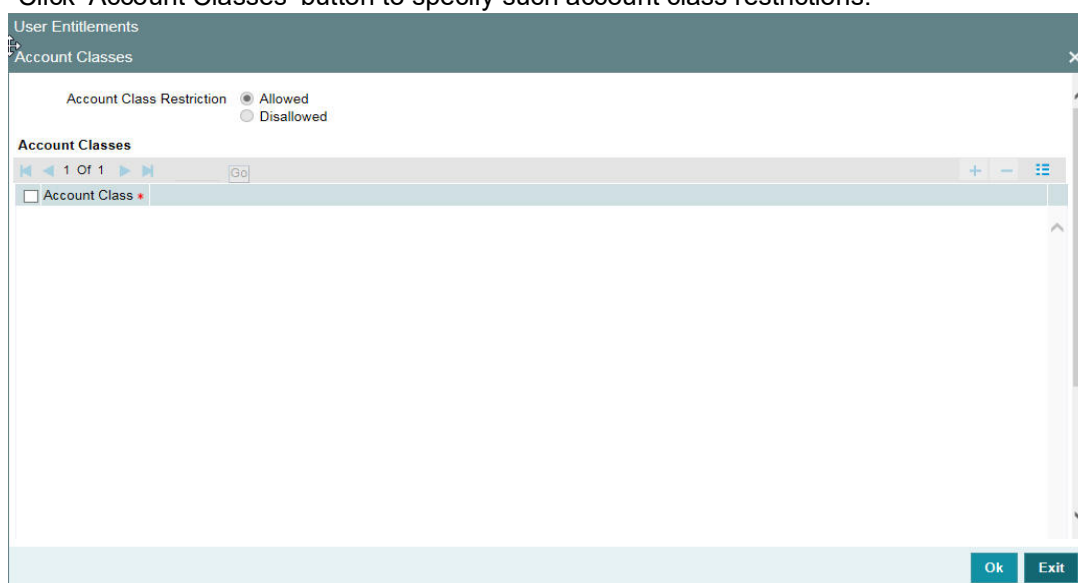 Click 'Account Classes' button to specify such account class restrictions.
User Entitlements
Account Classes
Account Class Restriction Allowed
Disallowed
Account Classes
1 Of 1 Go
Account Class *
Ok Exit